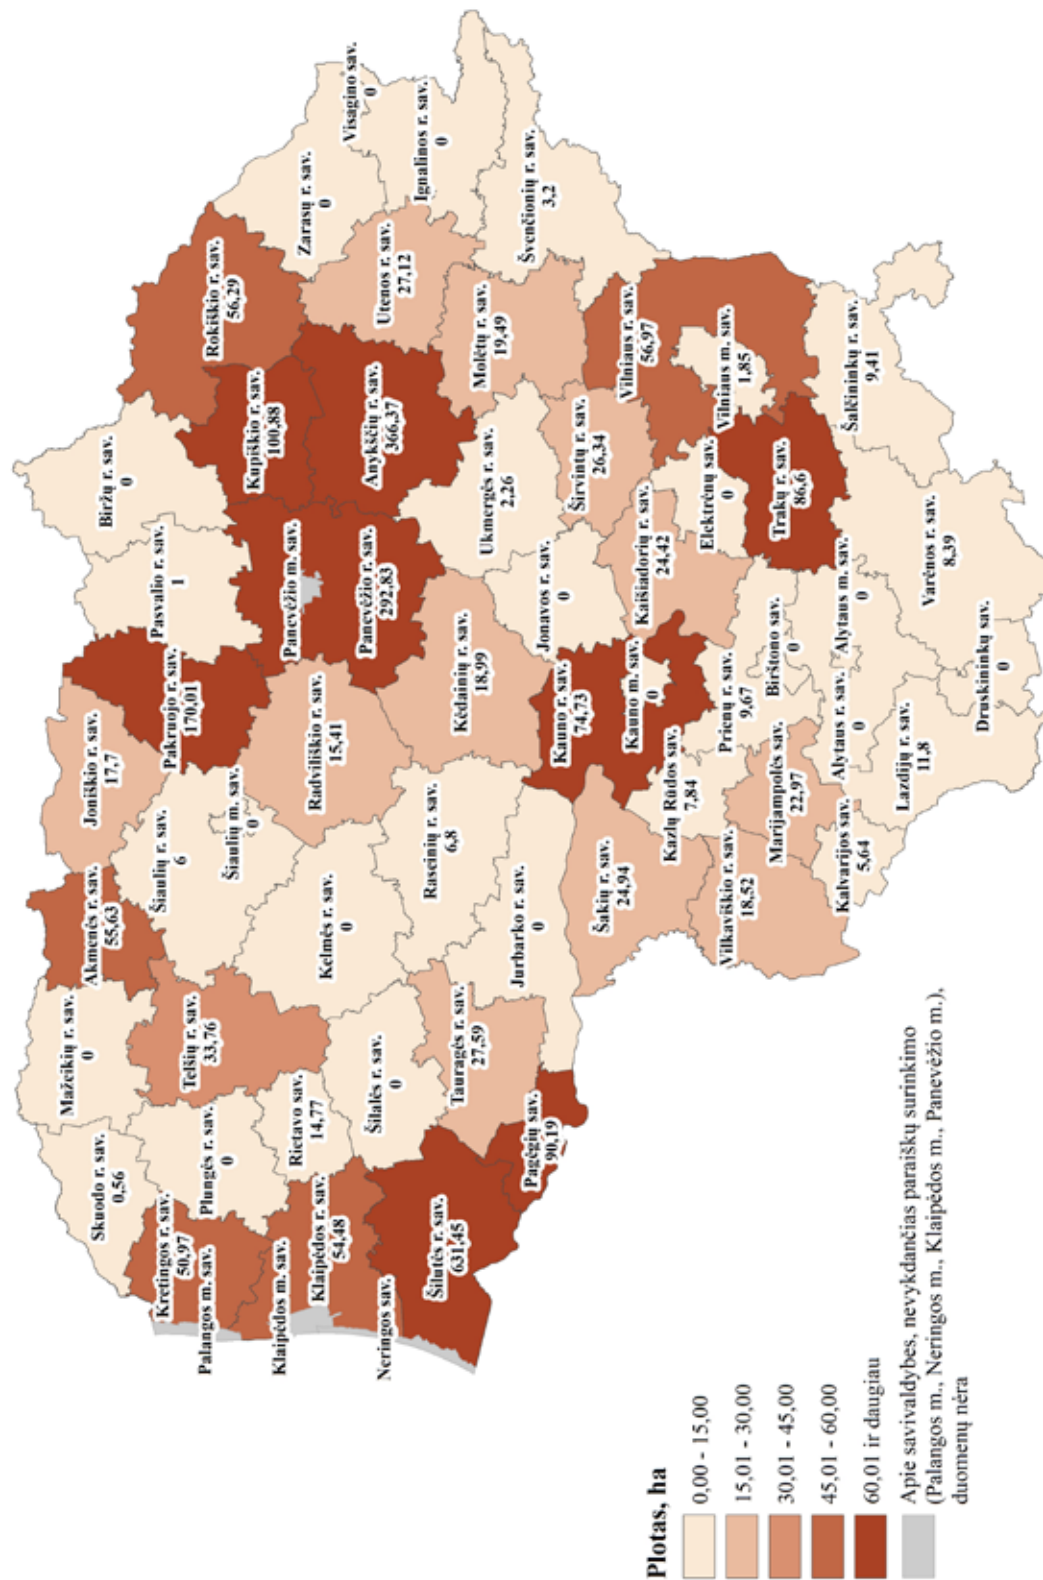 Skuodo r. sav.
0,56
Mažeikių r. sav.
0
Akmenės r. sav.
55,63
Joniškio r. sav.
17,7
Pakruojo r. sav.
170,01
Pasvalio r. sav.
1
Biržų r. sav.
0
Rokiškio r. sav.
56,29
Kretingos r. sav.
50,97
Palangos m. sav.
Plungės r. sav.
0
Telšių r. sav.
33,76
Šiaulių r. sav.
6
Šiaulių m. sav.
0
Radviliškio r. sav.
15,41
Panevėžio m. sav.
Panevėžio r. sav.
292,83
Kupiškio r. sav.
100,88
Anykščių r. sav.
366,37
Zarasų r. sav.
0
Visagino sav.
0
Ignalinos r. sav.
0
Utenos r. sav.
27,12
Klaipėdos m. sav.
Klaipėdos r. sav.
54,48
Rietavo sav.
14,77
Neringos sav.
Šilutės r. sav.
631,45
Šilalės r. sav.
0
Kelmės r. sav.
0
Tauragės r. sav.
27,59
Pagėgių sav.
90,19
Raseinių r. sav.
6,8
Jurbarko r. sav.
0
Kėdainių r. sav.
18,99
Ukmergės r. sav.
2,26
Molėtų r. sav.
19,49
Švenčionių r. sav.
3,2
Jonavos r. sav.
0
Širvintų r. sav.
26,34
Vilniaus r. sav.
56,97
Vilniaus m. sav.
1,85
Kaišiadorių r. sav.
24,42
Elektrėnų sav.
0
Trakų r. sav.
86,6
Kauno r. sav.
74,73
Kauno m. sav.
0
Šakių r. sav.
24,94
Kazlų Rūdos sav.
7,84
Prienų r. sav.
9,67
Birštono sav.
0
Vilkaviškio r. sav.
18,52
Marijampolės sav.
22,97
Kalvarijos sav.
5,64
Alytaus r. sav.
0
Alytaus m. sav.
0
Lazdijų r. sav.
11,8
Druskininkų sav.
0
Varėnos r. sav.
8,39
Šalčininkų r. sav.
9,41
Plotas, ha
0,00 - 15,00
15,01 - 30,00
30,01 - 45,00
45,01 - 60,00
60,01 ir daugiau
Apie savivaldybes, nevykdančias paraiškų surinkimo
(Palangos m., Neringos m., Klaipėdos m., Panevėžio m.),
duomenų nėra